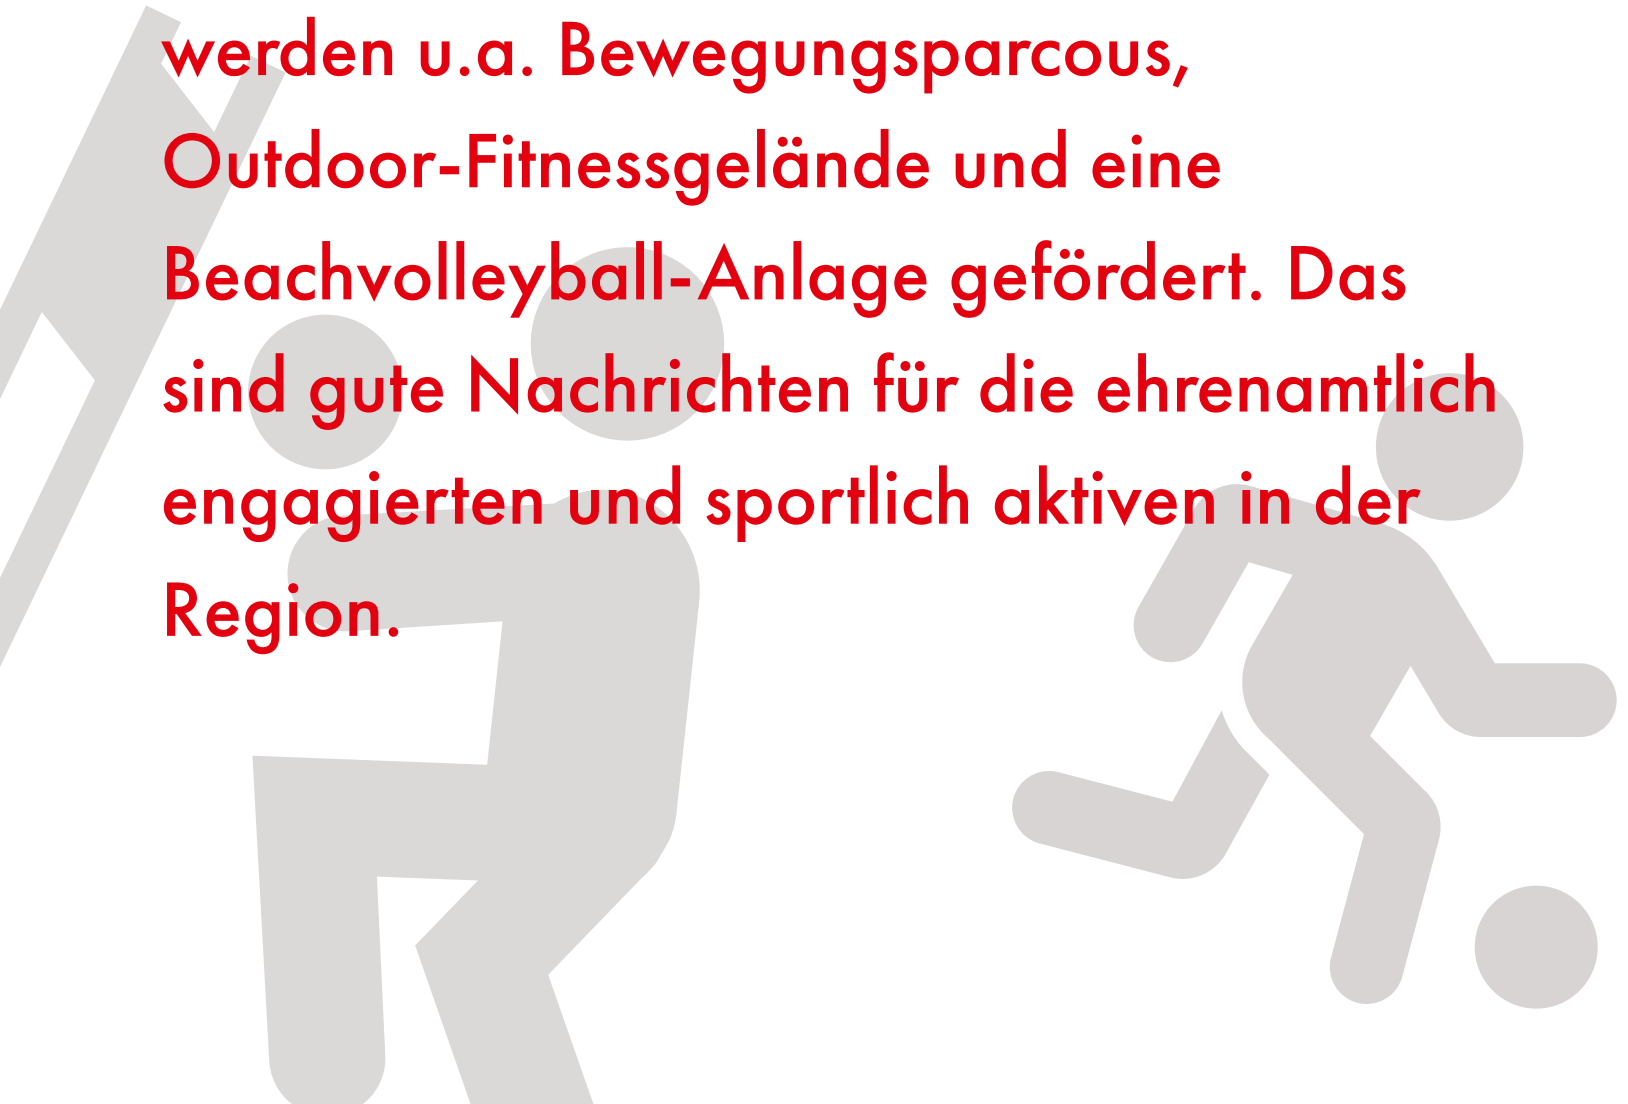 werden u.a. Bewegungsparcous,
Outdoor-Fitnessgelände und eine
Beachvolleyball-Anlage gefördert. Das
sind gute Nachrichten für die ehrenamtlich
engagierten und sportlich aktiven in der
Region.